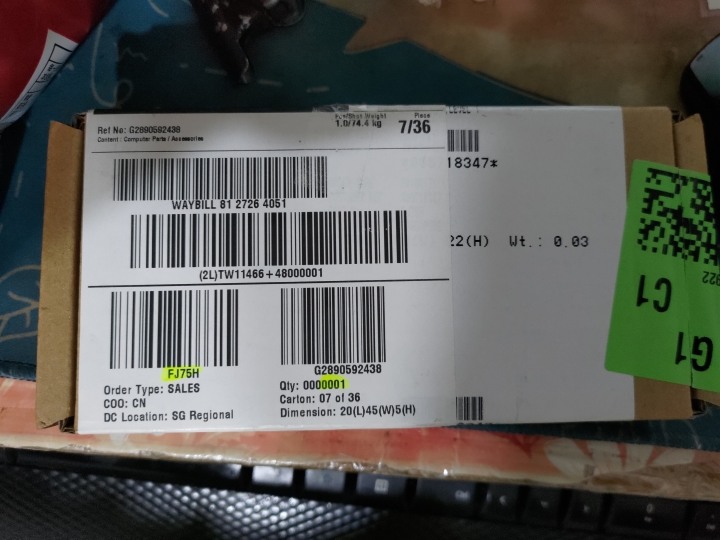 Ref No: G2890592438
Content : Computer Parts / Accessories
Weight
1.0/74.4 kg
Piece
7/36
WAYBILL 81 2726 4051
(2L)TW11466+48000001
FJ75H
Order Type: SALES
COO: CN
DC Location: SG Regional
G2890592438
Qty: 0000001
Carton: 07 of 36
Dimension: 20(L)45(W)5(H)
18347*
22(H) Wt.: 0.03
G1
C1
922